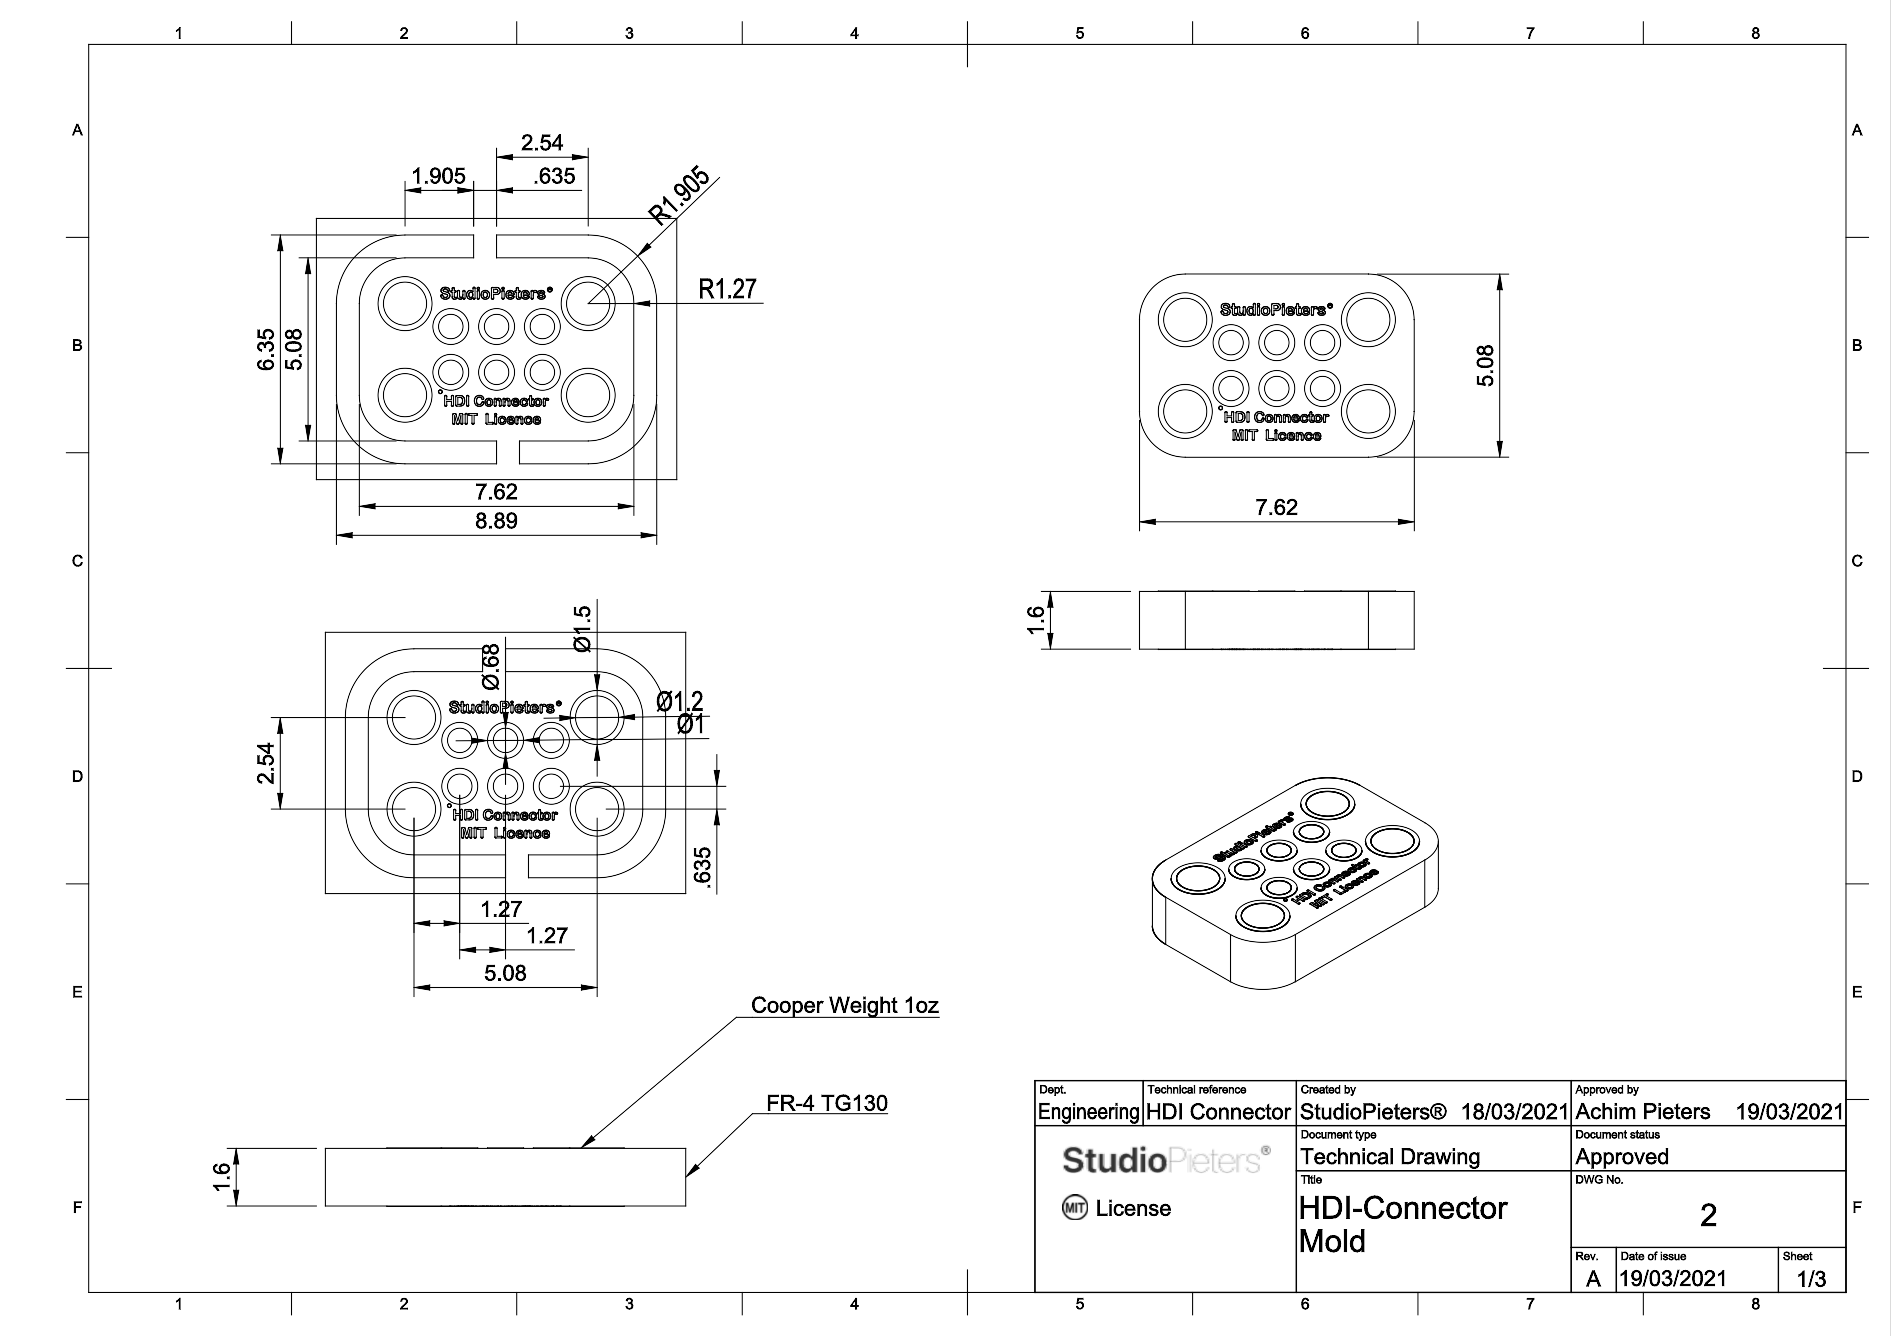 1 2 3 4 5 6 7 8
A A
B B
C C
D D
E E
F F
2.54
1.905 .635
R1.905
R1.27
6.35
5.08
StudioPieters®
HDI Connector
MIT Licence
7.62
8.89
StudioPieters®
HDI Connector
MIT Licence
5.08
7.62
1.6
Ø1.5
Ø.68
Ø1.2
Ø1
StudioPieters®
2.54
HDI Connector
MIT Licence
.635
1.27
1.27
5.08
StudioPieters®
HDI Connector
MIT Licence
Cooper Weight 1oz
FR-4 TG130
1.6
Dept.
Engineering
Technical reference
HDI Connector
Created by
StudioPieters® 18/03/2021
Approved by
Achim Pieters 19/03/2021
StudioPieters®
MIT License
Document type
Technical Drawing
Document status
Approved
Title
HDI-Connector
Mold
DWG No.
2
Rev.
A
Date of issue
19/03/2021
Sheet
1/3
1 2 3 4 5 6 7 8